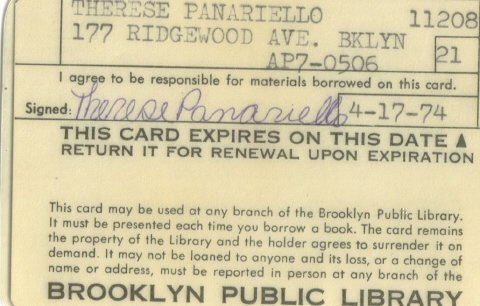 THERESE PANARIELLO 11208
177 RIDGEWOOD AVE. BKLYN
AP7-0506 21
I agree to be responsible for materials borrowed on this card.
Signed: Therese Panariello 4-17-74
THIS CARD EXPIRES ON THIS DATE ▲
RETURN IT FOR RENEWAL UPON EXPIRATION
This card may be used at any branch of the Brooklyn Public Library.
It must be presented each time you borrow a book. The card remains
the property of the Library and the holder agrees to surrender it on
demand. It may not be loaned to anyone and its loss, or a change of
name or address, must be reported in person at any branch of the
BROOKLYN PUBLIC LIBRARY